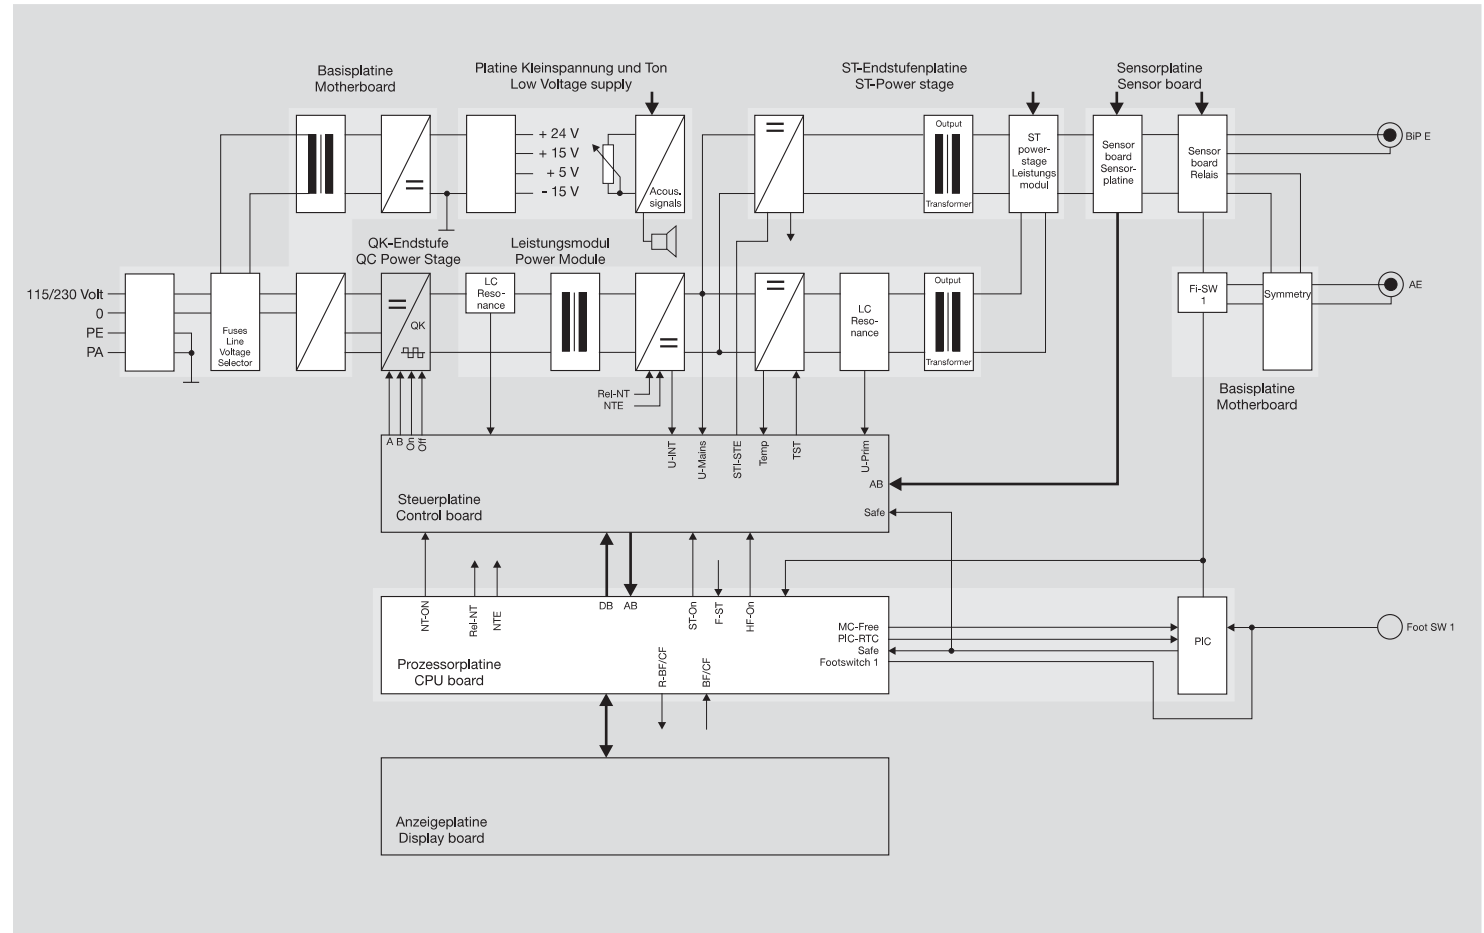 Basisplatine
Motherboard
Platine Kleinspannung und Ton
Low Voltage supply
ST-Endstufenplatine
ST-Power stage
Sensorplatine
Sensor board
+ 24 V
+ 15 V
+ 5 V
- 15 V
Acous.
signals
Output
Transformer
ST
power-
stage
Leistungs
modul
Sensor
board
Sensor-
platine
Sensor
board
Relais
BiP E
QK-Endstufe
QC Power Stage
Leistungsmodul
Power Module
115/230 Volt
0
PE
PA
Fuses
Line
Voltage
Selector
QK
LC
Reso-
nance
LC
Reso-
nance
Output
Transformer
Fi-SW
1
Symmetry
AE
Basisplatine
Motherboard
Rel-NT
NTE
A
B
On
Off
U-INT
U-Mains
STI-STE
Temp
TST
U-Prim
AB
Safe
Steuerplatine
Control board
NT-ON
Rel-NT
NTE
DB
AB
ST-On
F-ST
HF-On
MC-Free
PIC-RTC
Safe
Footswitch 1
PIC
Foot SW 1
Prozessorplatine
CPU board
R-BF/CF
BF/CF
Anzeigeplatine
Display board